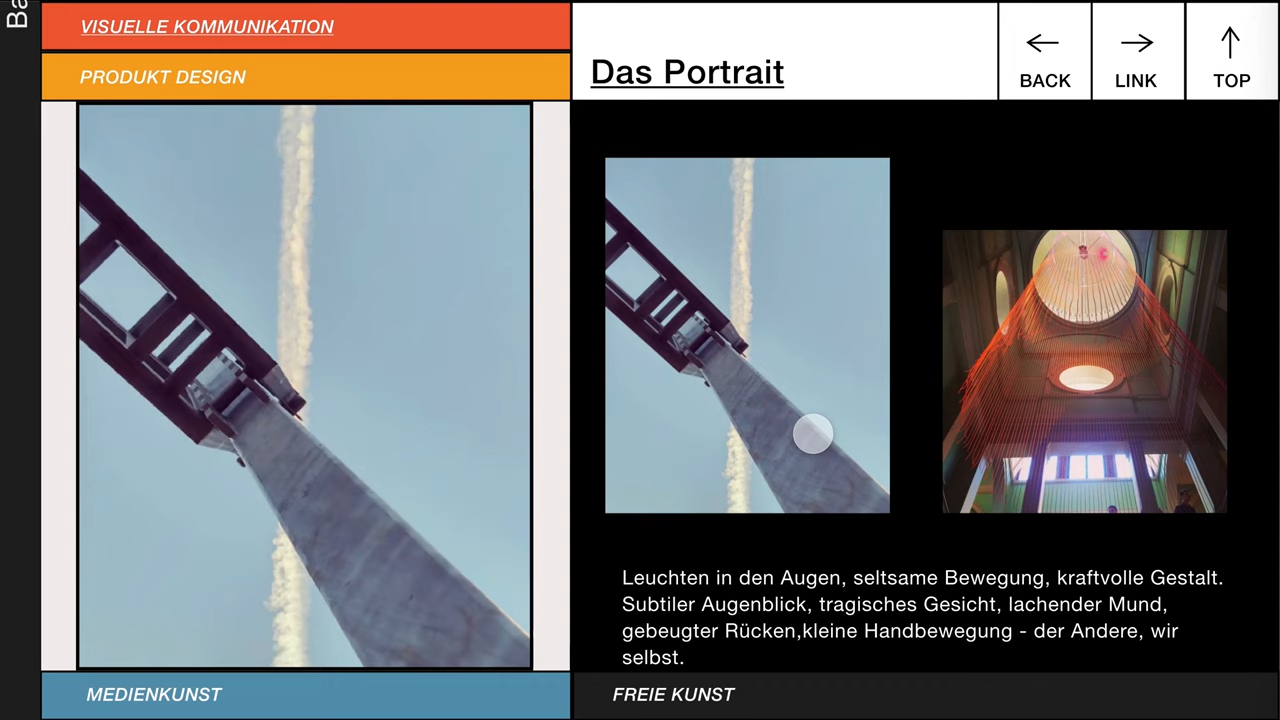 Ba
VISUELLE KOMMUNIKATION
PRODUKT DESIGN
Das Portrait
BACK
LINK
TOP
Leuchten in den Augen, seltsame Bewegung, kraftvolle Gestalt.
Subtiler Augenblick, tragisches Gesicht, lachender Mund,
gebeugter Rücken,kleine Handbewegung - der Andere, wir
selbst.
MEDIENKUNST
FREIE KUNST